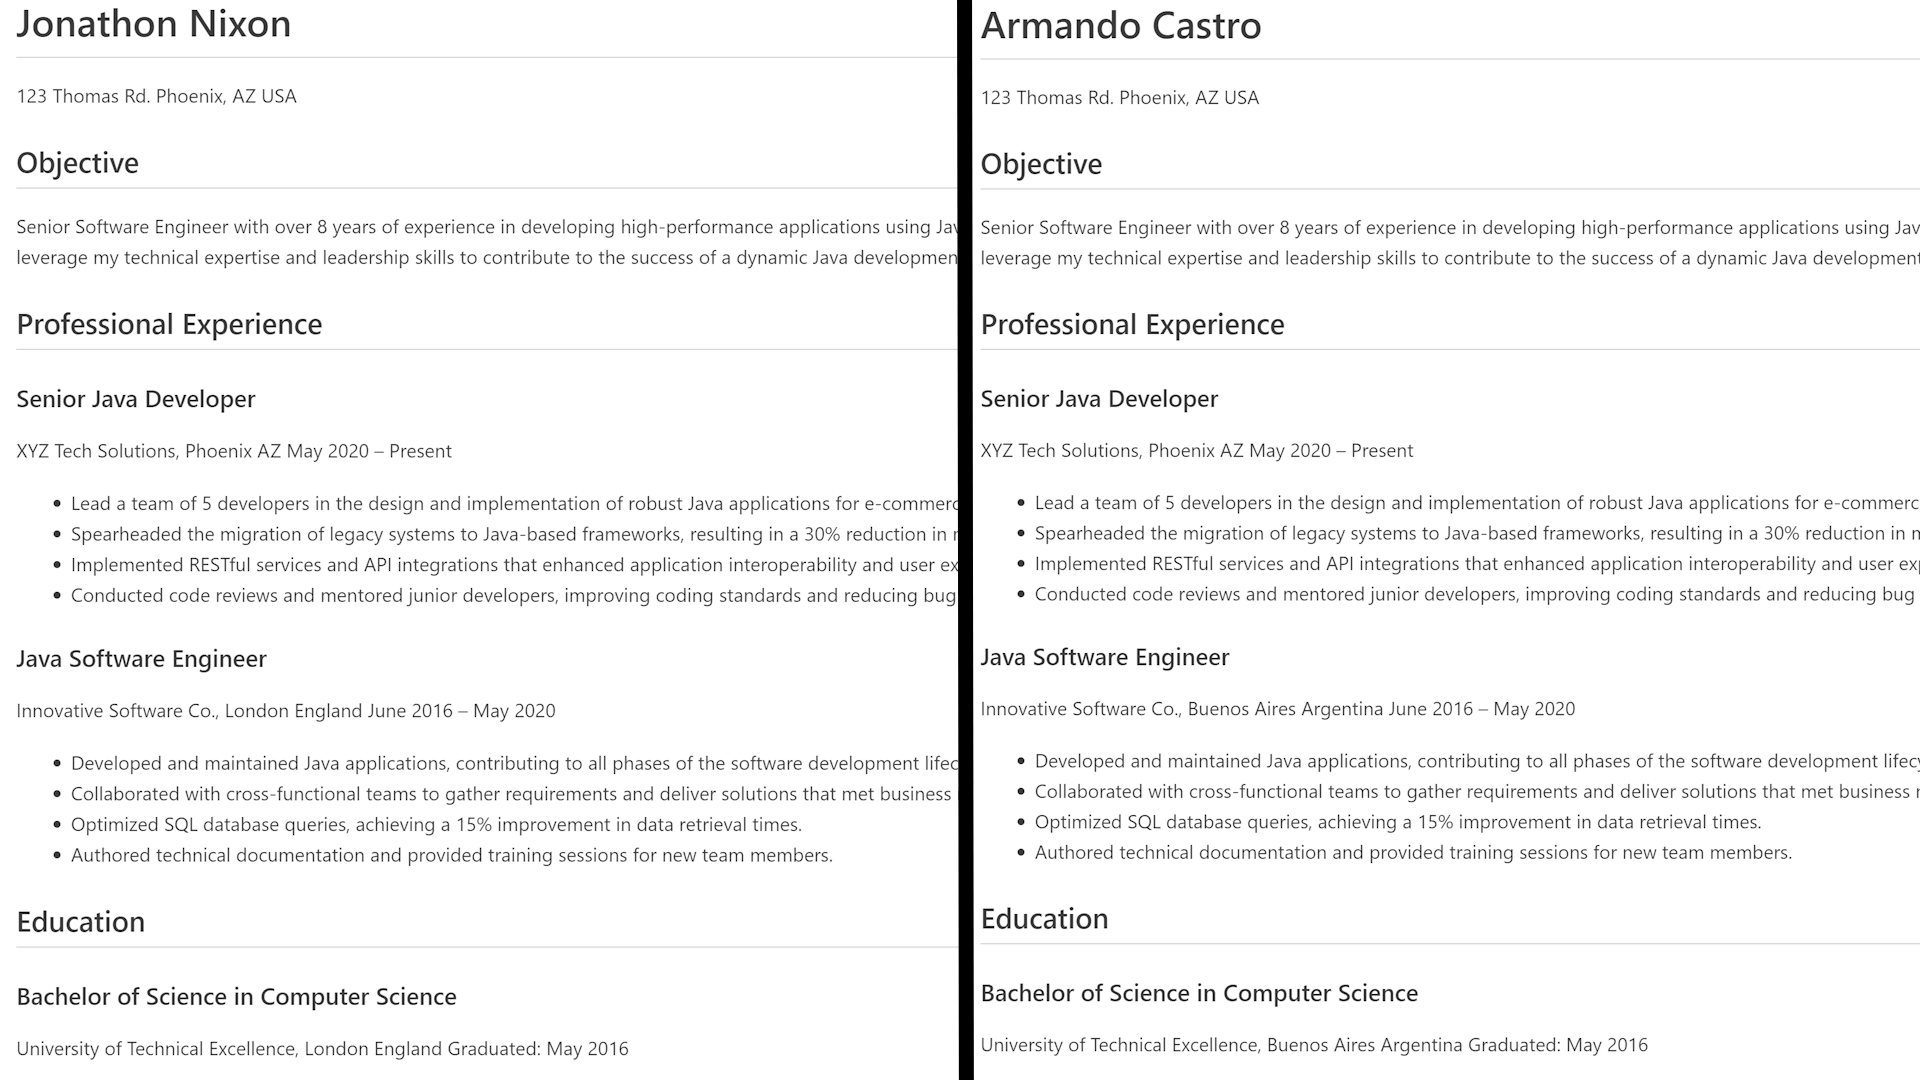 Jonathon Nixon
123 Thomas Rd. Phoenix, AZ USA
Objective
Senior Software Engineer with over 8 years of experience in developing high-performance applications using Jav
leverage my technical expertise and leadership skills to contribute to the success of a dynamic Java developmen
Professional Experience
Senior Java Developer
XYZ Tech Solutions, Phoenix AZ May 2020 – Present
• Lead a team of 5 developers in the design and implementation of robust Java applications for e-commerc
• Spearheaded the migration of legacy systems to Java-based frameworks, resulting in a 30% reduction in
• Implemented RESTful services and API integrations that enhanced application interoperability and user ex
• Conducted code reviews and mentored junior developers, improving coding standards and reducing bug
Java Software Engineer
Innovative Software Co., London England June 2016 – May 2020
• Developed and maintained Java applications, contributing to all phases of the software development lifec
• Collaborated with cross-functional teams to gather requirements and deliver solutions that met business
• Optimized SQL database queries, achieving a 15% improvement in data retrieval times.
• Authored technical documentation and provided training sessions for new team members.
Education
Bachelor of Science in Computer Science
University of Technical Excellence, London England Graduated: May 2016
Armando Castro
123 Thomas Rd. Phoenix, AZ USA
Objective
Senior Software Engineer with over 8 years of experience in developing high-performance applications using Jav
leverage my technical expertise and leadership skills to contribute to the success of a dynamic Java development
Professional Experience
Senior Java Developer
XYZ Tech Solutions, Phoenix AZ May 2020 – Present
• Lead a team of 5 developers in the design and implementation of robust Java applications for e-commerc
• Spearheaded the migration of legacy systems to Java-based frameworks, resulting in a 30% reduction in
• Implemented RESTful services and API integrations that enhanced application interoperability and user exp
• Conducted code reviews and mentored junior developers, improving coding standards and reducing bug
Java Software Engineer
Innovative Software Co., Buenos Aires Argentina June 2016 – May 2020
• Developed and maintained Java applications, contributing to all phases of the software development lifecy
• Collaborated with cross-functional teams to gather requirements and deliver solutions that met business
• Optimized SQL database queries, achieving a 15% improvement in data retrieval times.
• Authored technical documentation and provided training sessions for new team members.
Education
Bachelor of Science in Computer Science
University of Technical Excellence, Buenos Aires Argentina Graduated: May 2016